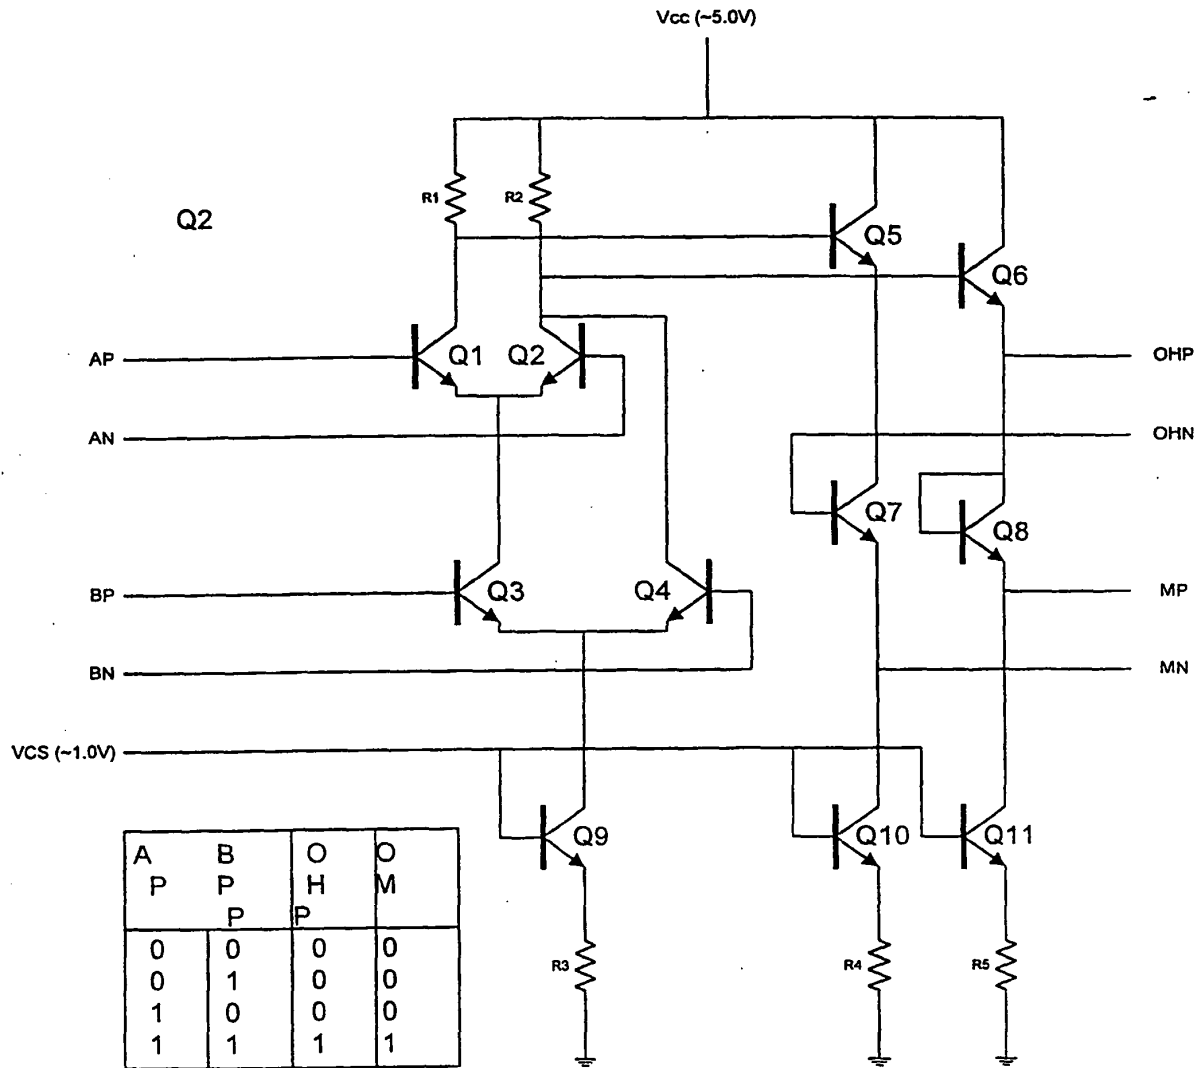 Vcc (~5.0V)
R1
R2
Q2
Q5
Q6
AP
Q1
Q2
OHP
AN
OHN
Q7
Q8
BP
Q3
Q4
MP
BN
MN
VCS (~1.0V)
Q9
Q10
Q11
A B O O
P P H M
P P
0 0 0 0
0 1 0 0
1 0 0 0
1 1 1 1
R3
R4
R5